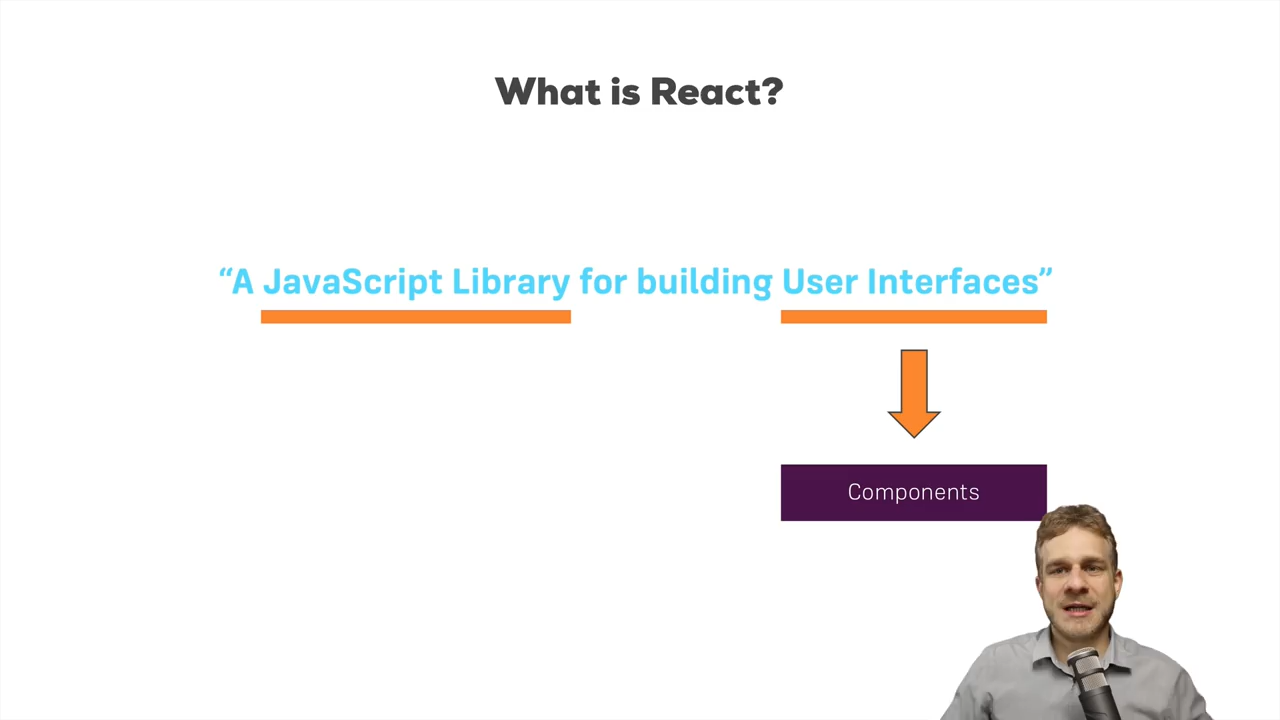 What is React?
“A JavaScript Library for building User Interfaces”
Components